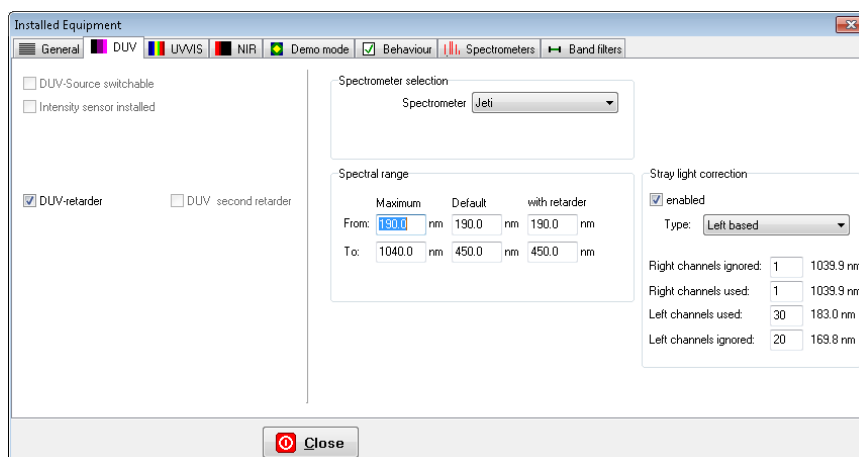 Installed Equipment
General DUV UV/VIS NIR Demo mode Behaviour Spectrometers Band filters
DUV-Source switchable
Intensity sensor installed
DUV-retarder DUV second retarder
Spectrometer selection
Spectrometer Jeti
Spectral range
Maximum Default with retarder
From: 190.0 nm 190.0 nm 190.0 nm
To: 1040.0 nm 450.0 nm 450.0 nm
Stray light correction
enabled
Type: Left based
Right channels ignored: 1 1039.9 nm
Right channels used: 1 1039.9 nm
Left channels used: 30 183.0 nm
Left channels ignored: 20 169.8 nm
Close